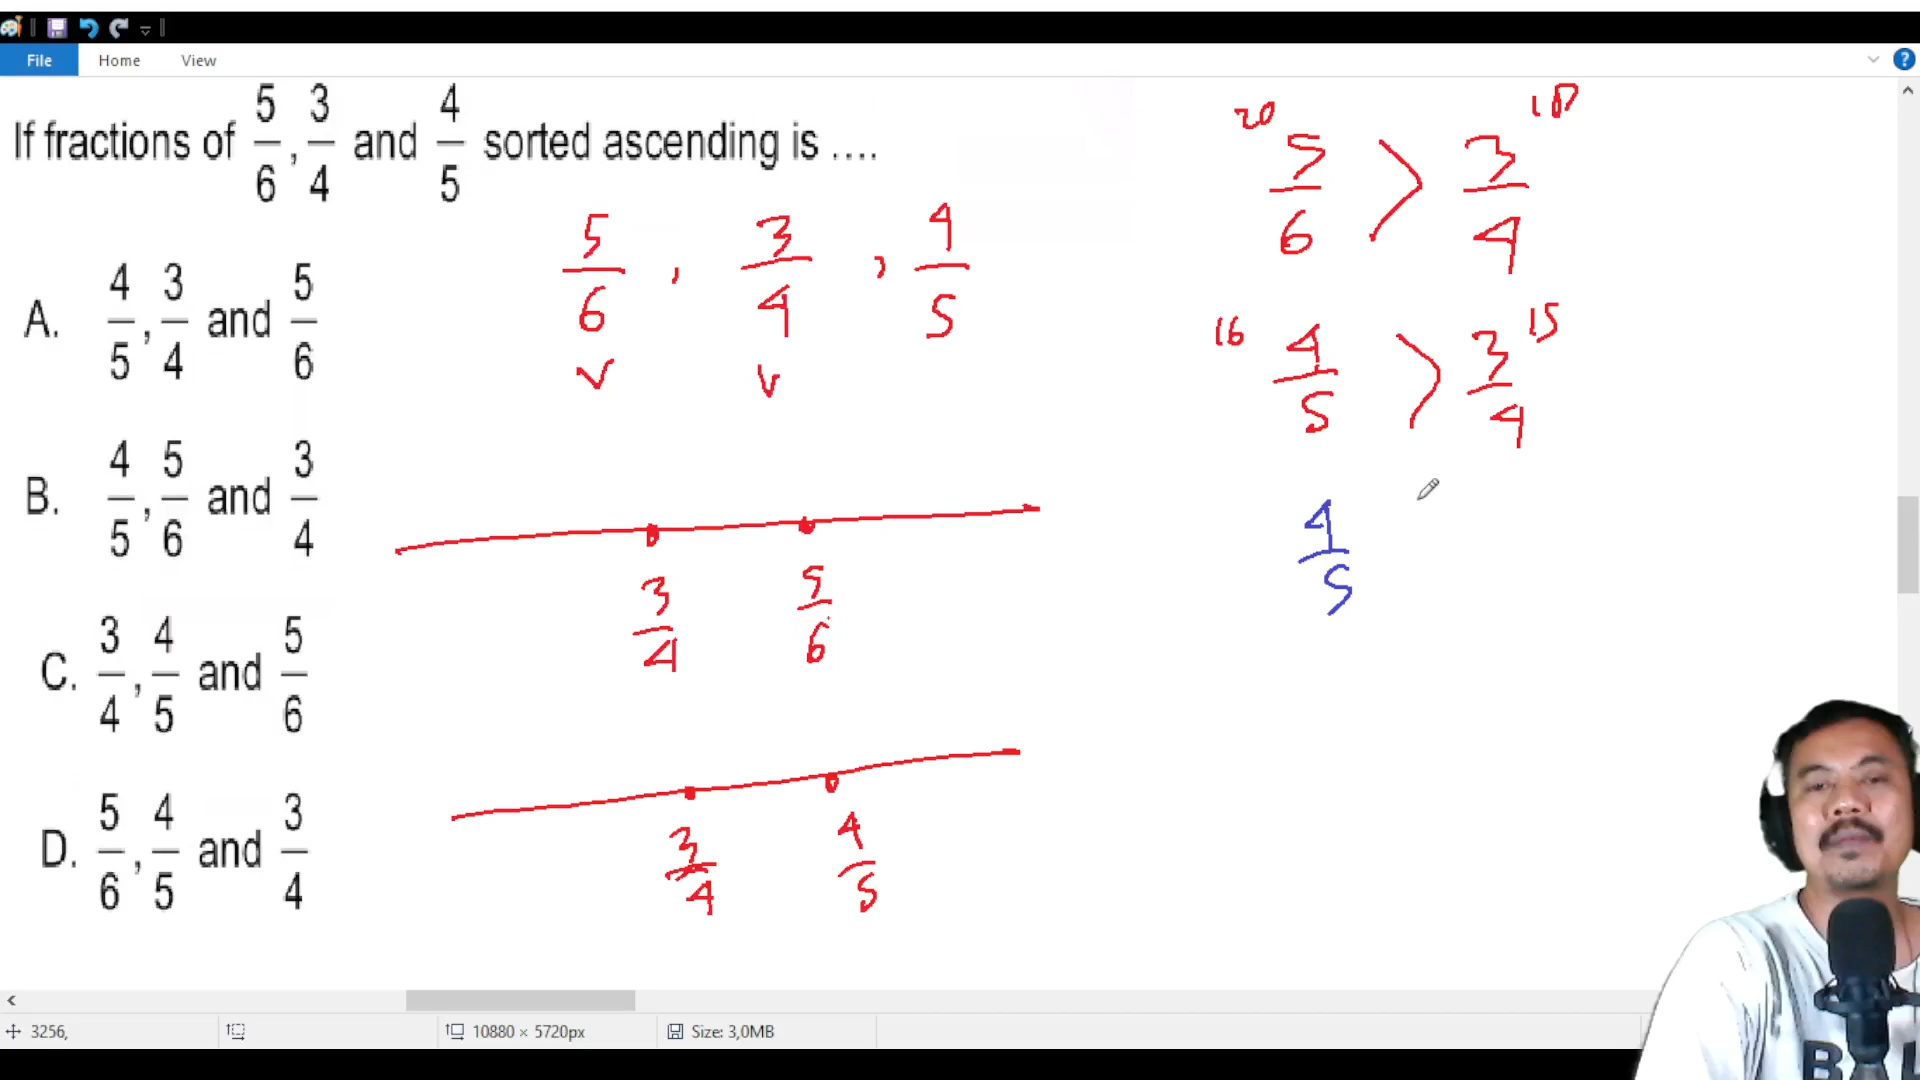 File Home View
If fractions of 5/6, 3/4 and 4/5 sorted ascending is ....
A. 4/5, 3/4 and 5/6
B. 4/5, 5/6 and 3/4
C. 3/4, 4/5 and 5/6
D. 5/6, 4/5 and 3/4
5/6, 3/4, 4/5
v v
3/4 5/6
3/4 4/5
20 5/6 > 3/4 18
16 4/5 > 3/4 15
4/5
3256, 10880 × 5720px Size: 3,0MB